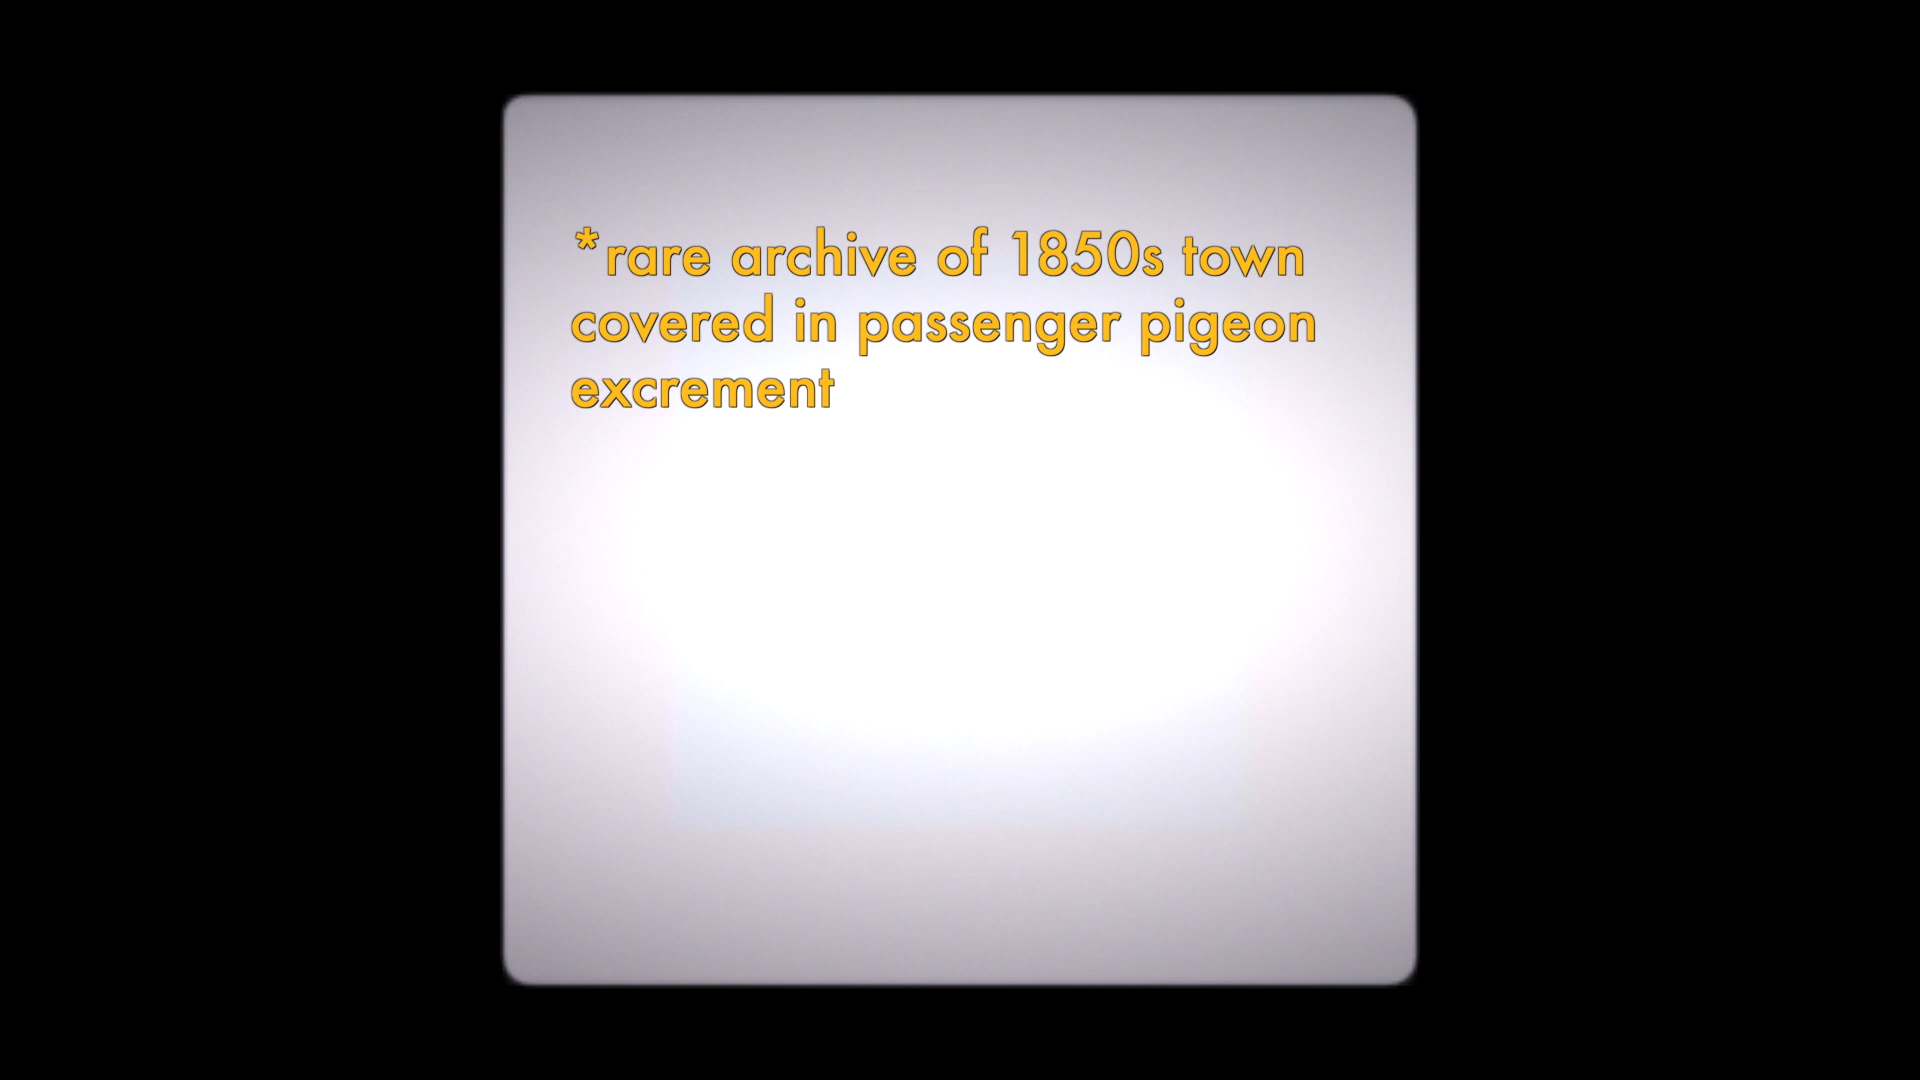 *rare archive of 1850s town
covered in passenger pigeon
excrement